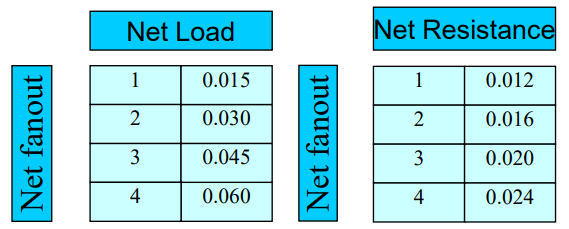 Net Load
Net fanout
1 0.015
2 0.030
3 0.045
4 0.060
Net Resistance
Net fanout
1 0.012
2 0.016
3 0.020
4 0.024